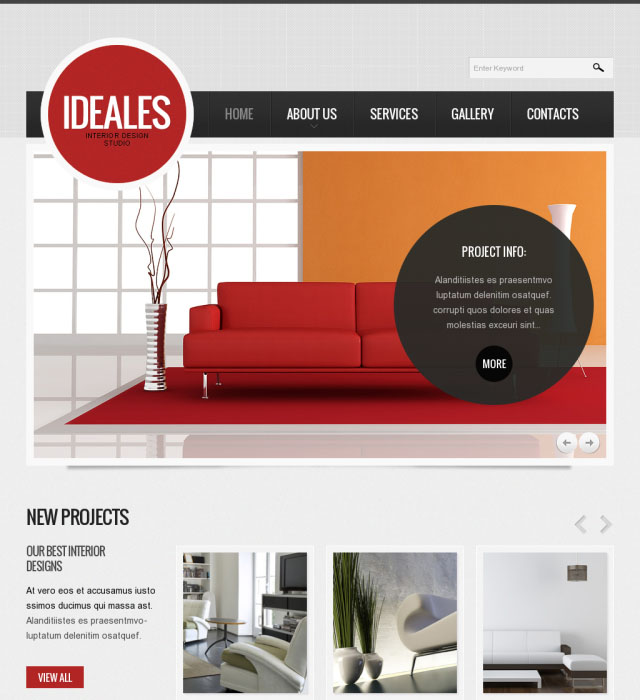 Enter Keyword
IDEALES
INTERIOR DESIGN
STUDIO
HOME ABOUT US SERVICES GALLERY CONTACTS
PROJECT INFO:
Alanditiistes es praesentmvo
luptatum delenitim osatquef.
corrupti quos dolores et quas
molestias exceuri sint..
MORE
NEW PROJECTS
OUR BEST INTERIOR
DESIGNS
At vero eos et accusamus iusto
ssimos ducimus qui massa ast.
Alanditiistes es praesentmvo-
luptatum delenitim osatquef.
VIEW ALL